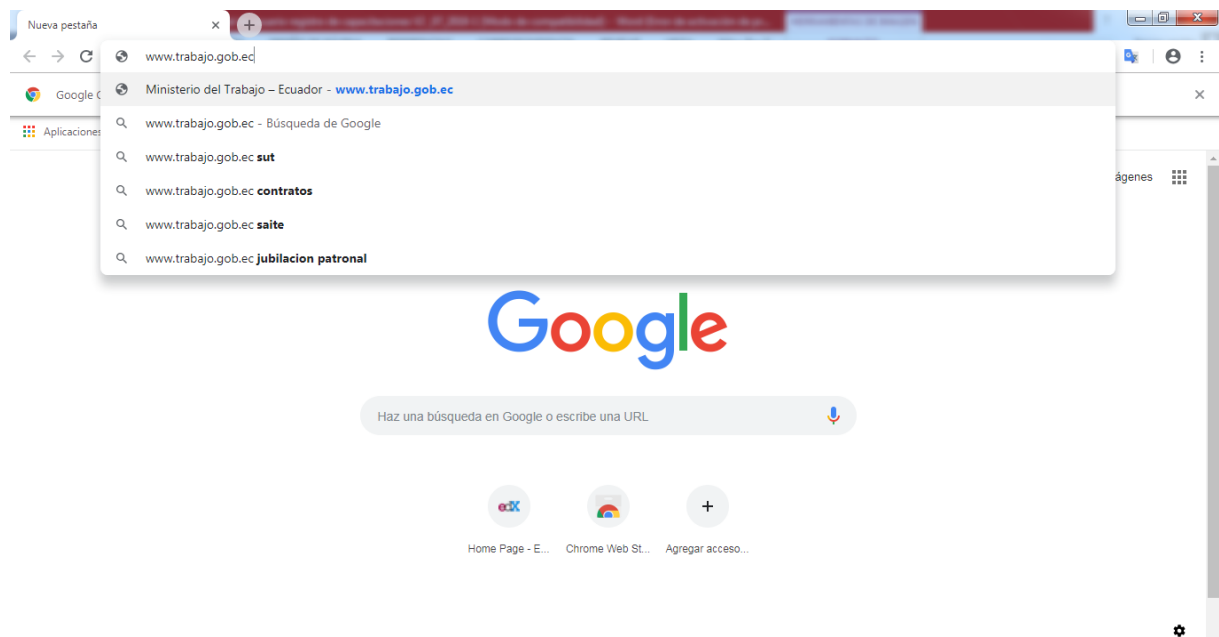 Nueva pestaña
www.trabajo.gob.ec
Google C
Ministerio del Trabajo – Ecuador - www.trabajo.gob.ec
Aplicaciones
www.trabajo.gob.ec - Búsqueda de Google
www.trabajo.gob.ec sut
www.trabajo.gob.ec contratos
ágenes
www.trabajo.gob.ec saite
www.trabajo.gob.ec jubilacion patronal
Google
Haz una búsqueda en Google o escribe una URL
edX
Home Page - E...
Chrome Web St...
Agregar acceso...